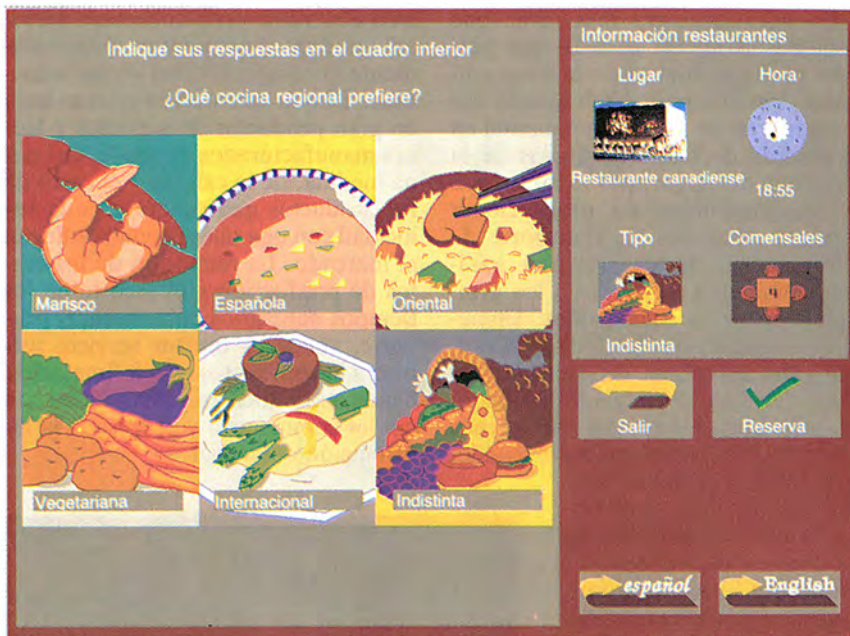 Indique sus respuestas en el cuadro inferior
¿Qué cocina regional prefiere?
Marisco
Española
Oriental
Vegetariana
Internacional
Indistinta
Información restaurantes
Lugar
Hora
Restaurante canadiense
18:55
Tipo
Comensales
4
Indistinta
Salir
Reserva
español
English